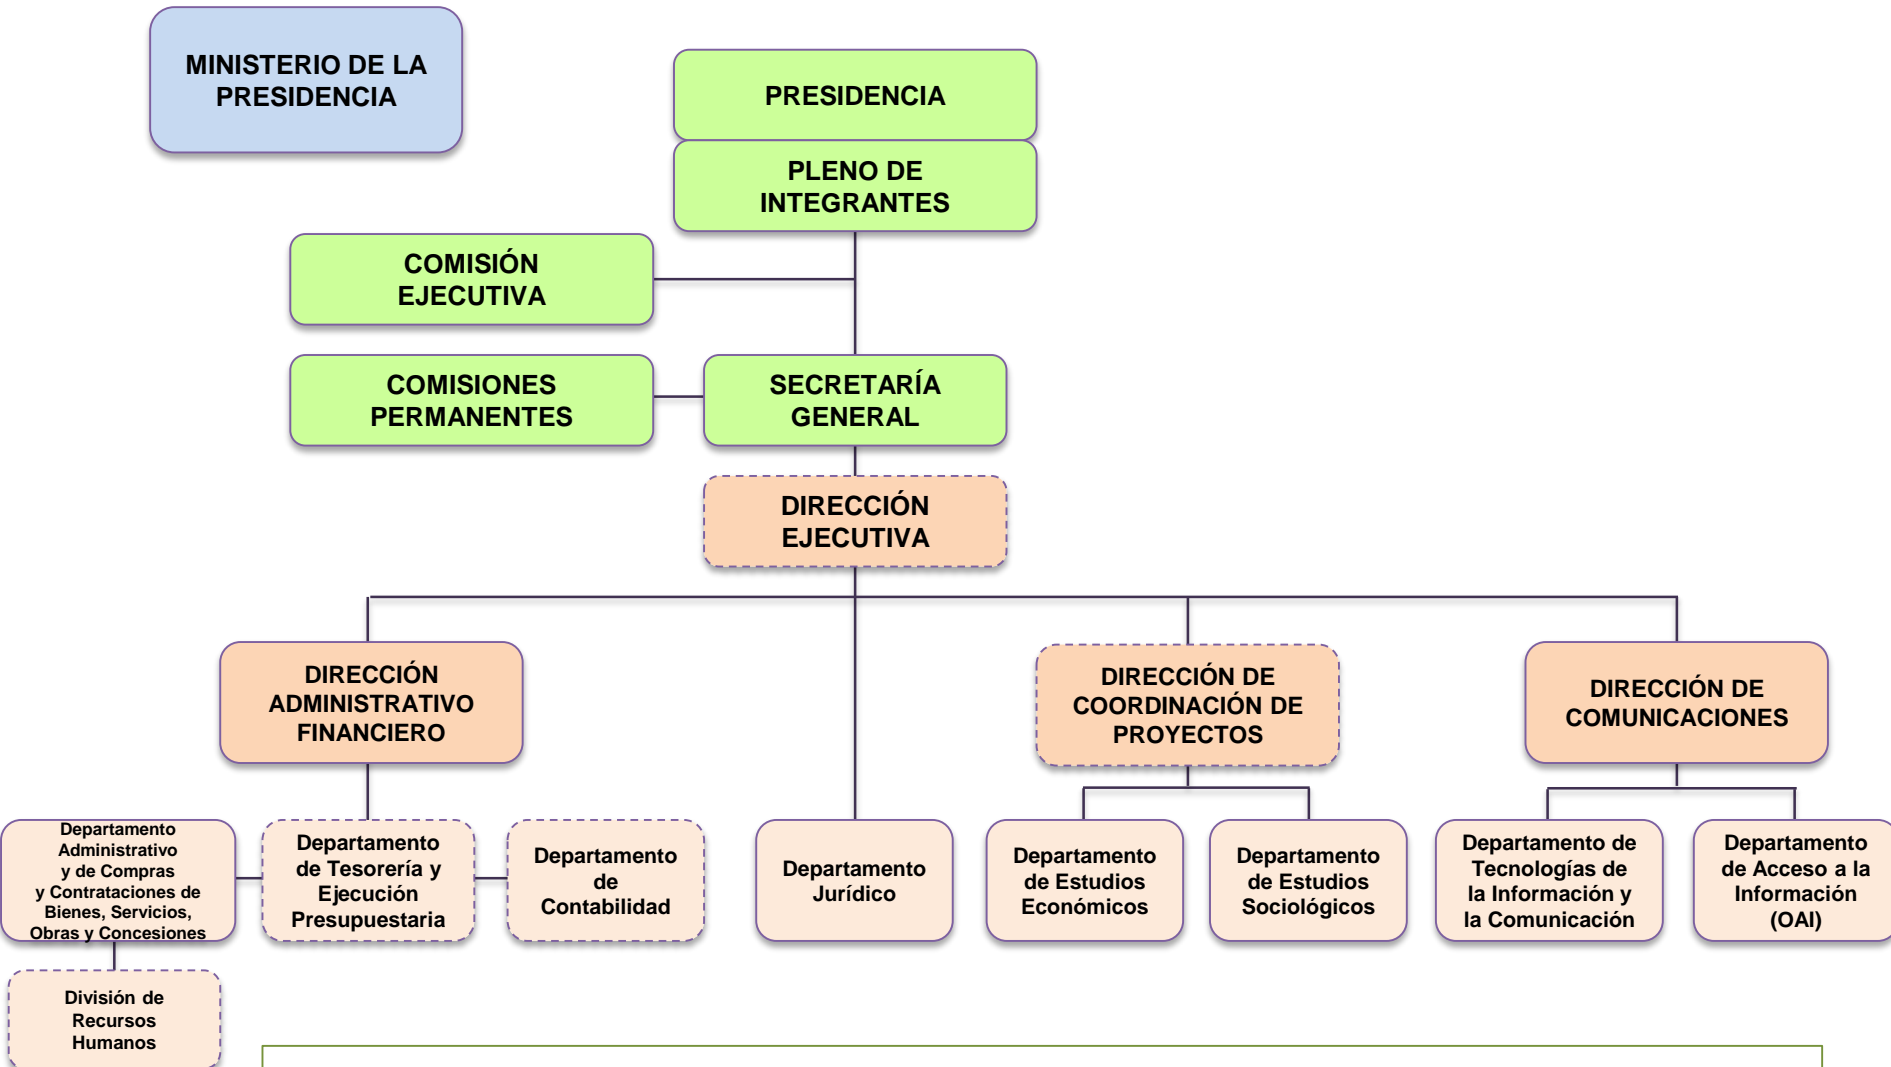 MINISTERIO DE LA
PRESIDENCIA
PRESIDENCIA
PLENO DE
INTEGRANTES
COMISIÓN
EJECUTIVA
COMISIONES
PERMANENTES
SECRETARÍA
GENERAL
DIRECCIÓN
EJECUTIVA
DIRECCIÓN
ADMINISTRATIVO
FINANCIERO
DIRECCIÓN DE
COORDINACIÓN DE
PROYECTOS
DIRECCIÓN DE
COMUNICACIONES
Departamento
Administrativo
y de Compras
y Contrataciones de
Bienes, Servicios,
Obras y Concesiones
Departamento
de Tesorería y
Ejecución
Presupuestaria
Departamento
de
Contabilidad
Departamento
Jurídico
Departamento
de Estudios
Económicos
Departamento
de Estudios
Sociológicos
Departamento de
Tecnologías de
la Información y
la Comunicación
Departamento
de Acceso a la
Información
(OAI)
División de
Recursos
Humanos